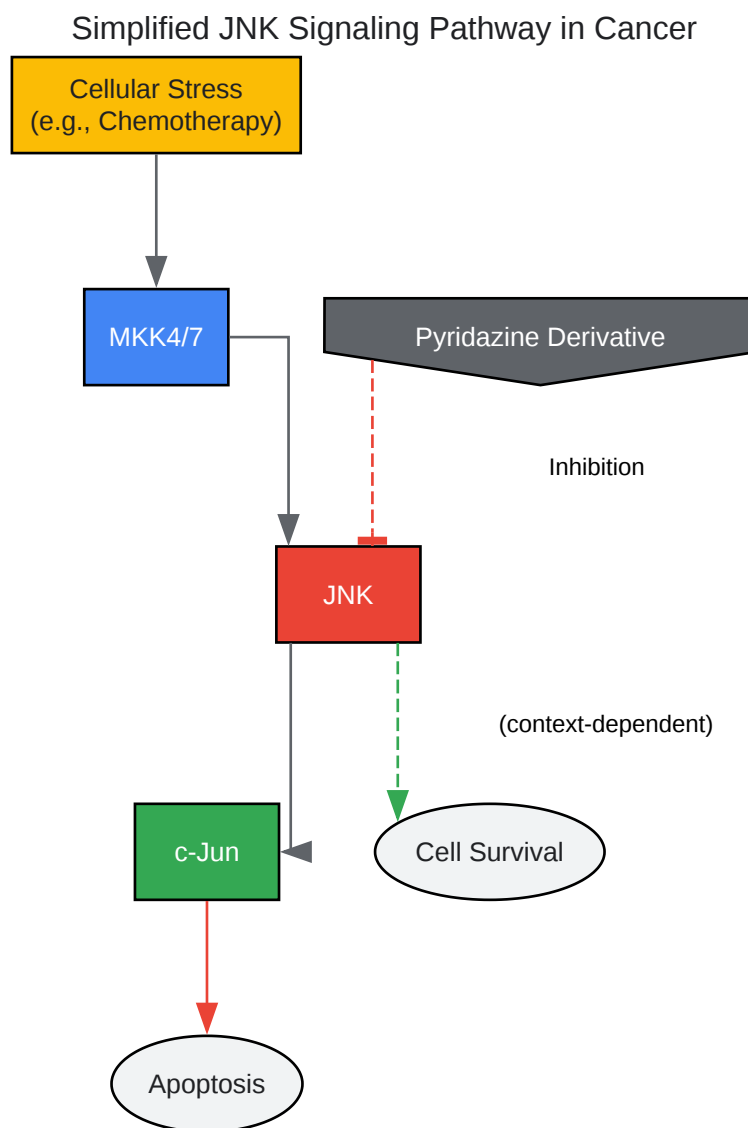 Simplified JNK Signaling Pathway in Cancer
Cellular Stress
(e.g., Chemotherapy)
MKK4/7
Pyridazine Derivative
Inhibition
JNK
(context-dependent)
c-Jun
Cell Survival
Apoptosis